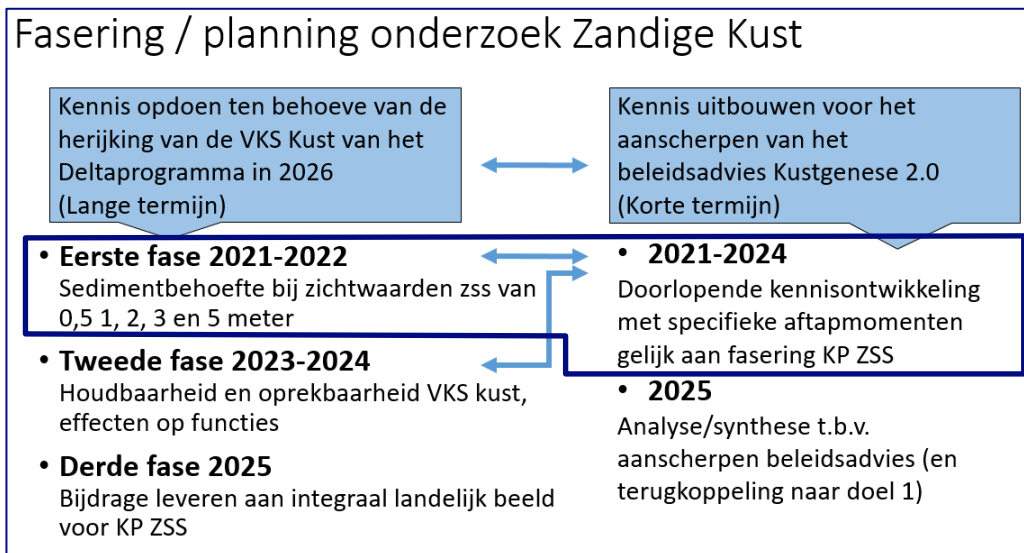 Fasering / planning onderzoek Zandige Kust
Kennis opdoen ten behoeve van de
herijking van de VKS Kust van het
Deltaprogramma in 2026
(Lange termijn)
Kennis uitbouwen voor het
aanscherpen van het
beleidsadvies Kustgenese 2.0
(Korte termijn)
• Eerste fase 2021-2022
Sedimentbehoefte bij zichtwaarden zss van
0,5 1, 2, 3 en 5 meter
• Tweede fase 2023-2024
Houdbaarheid en oprekbaarheid VKS kust,
effecten op functies
• Derde fase 2025
Bijdrage leveren aan integraal landelijk beeld
voor KP ZSS
• 2021-2024
Doorlopende kennisontwikkeling
met specifieke aftapmomenten
gelijk aan fasering KP ZSS
• 2025
Analyse/synthese t.b.v.
aanscherpen beleidsadvies (en
terugkoppeling naar doel 1)